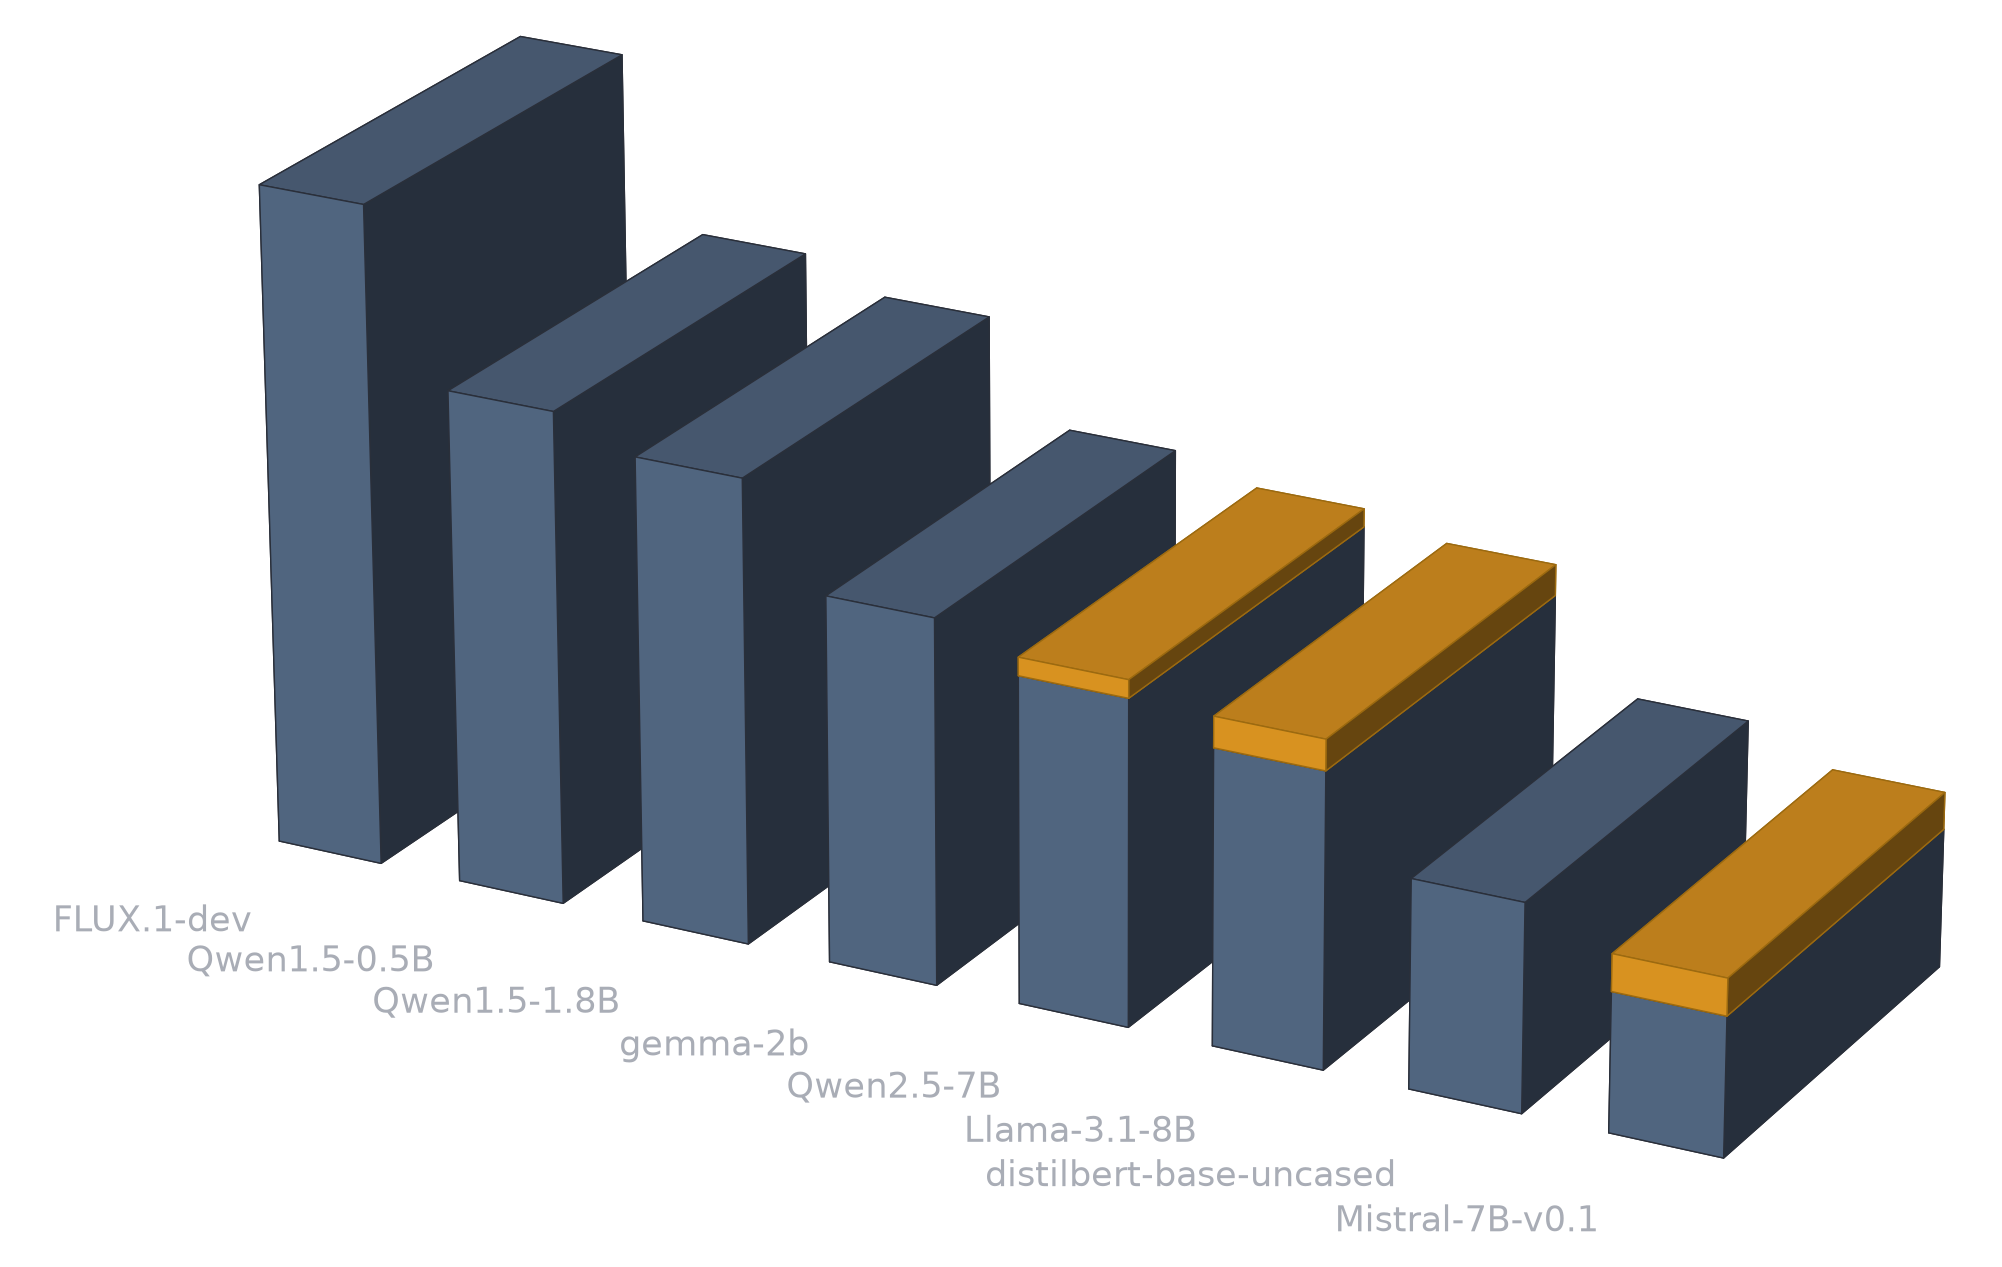 FLUX.1-dev
Qwen1.5-0.5B
Qwen1.5-1.8B
gemma-2b
Qwen2.5-7B
Llama-3.1-8B
distilbert-base-uncased
Mistral-7B-v0.1